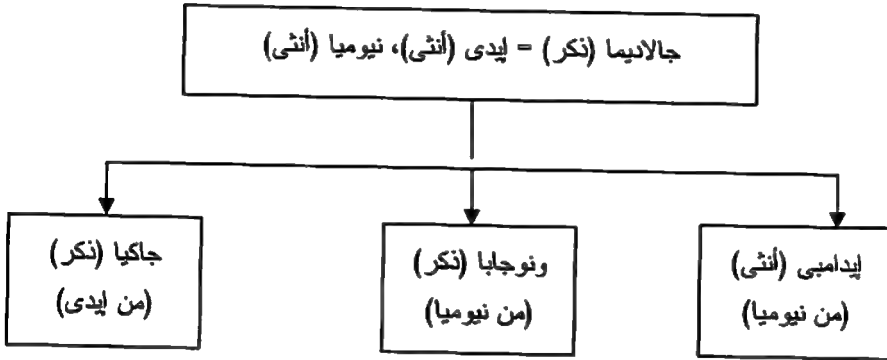 جالاديما (ذكر) = إيدى (أنثى)، نيوميا (أنثى)
إيدامبى (أنثى)
(من نيوميا)
ونوجابا (ذكر)
(من نيوميا)
جاكيا (ذكر)
(من إيدى)